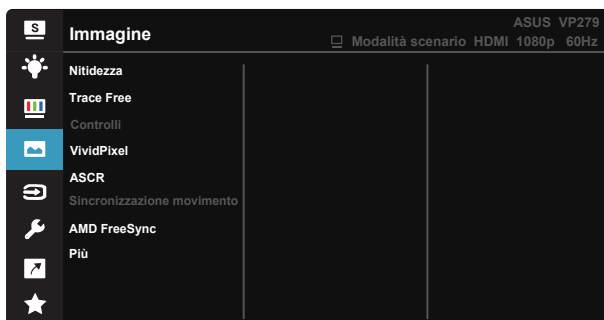 S
Immagine
ASUS VP279
Modalità scenario HDMI 1080p 60Hz
Nitidezza
Trace Free
Controlli
VividPixel
ASCR
Sincronizzazione movimento
AMD FreeSync
Più